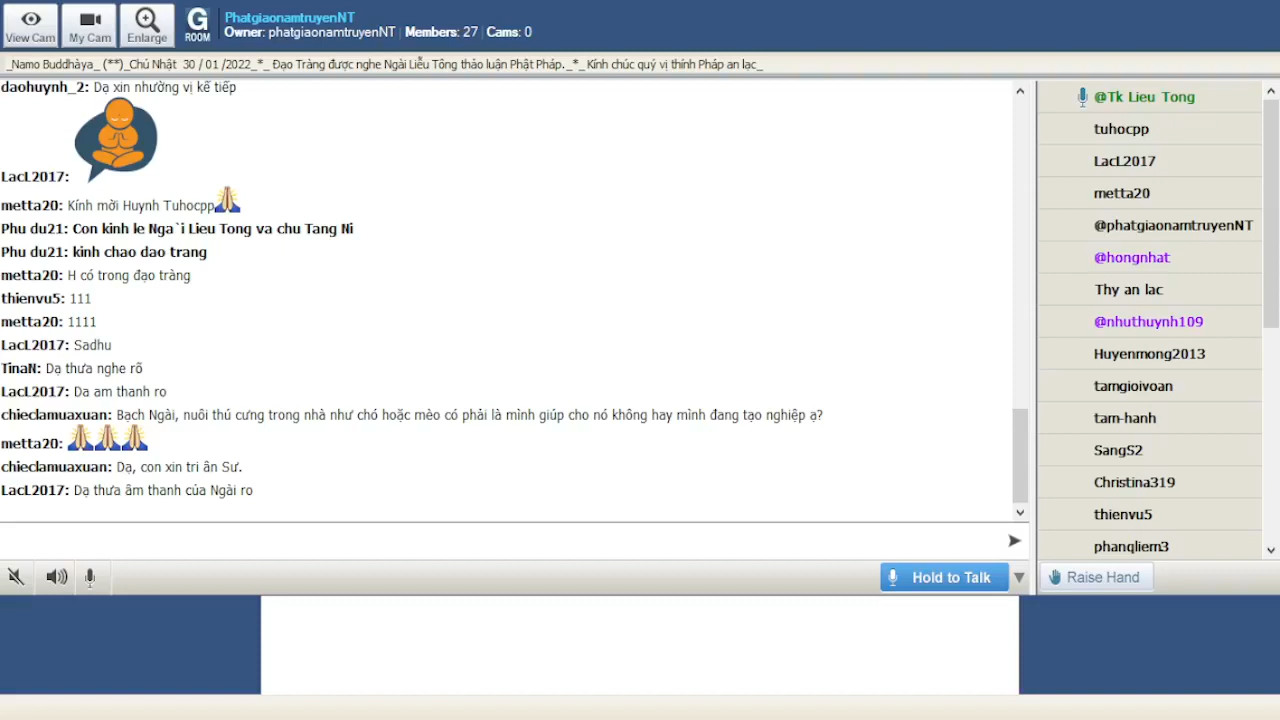 View Cam
My Cam
Enlarge
G
ROOM
PhatgiaonamtruyenNT
Owner: phatgiaonamtruyenNT | Members: 27 | Cams: 0
_Namo Buddhàya_ (**)_Chủ Nhật 30 / 01 /2022_*_ Đạo Tràng được nghe Ngài Liễu Tông thảo luận Phật Pháp._*_Kính chúc quý vị thính Pháp an lạc_
daohuynh_2: Dạ xin nhường vị kế tiếp
LacL2017:
metta20: Kính mời Huynh Tuhocpp
Phu du21: Con kinh le Nga`i Lieu Tong va chu Tang Ni
Phu du21: kinh chao dao trang
metta20: H có trong đạo tràng
thienvu5: 111
metta20: 1111
LacL2017: Sadhu
TinaN: Dạ thưa nghe rõ
LacL2017: Da am thanh ro
chieclamuaxuan: Bạch Ngài, nuôi thú cưng trong nhà như chó hoặc mèo có phải là mình giúp cho nó không hay mình đang tạo nghiệp ạ?
metta20:
chieclamuaxuan: Dạ, con xin tri ân Sư.
LacL2017: Dạ thưa âm thanh của Ngài ro
@Tk Lieu Tong
tuhocpp
LacL2017
metta20
@phatgiaonamtruyenNT
@hongnhat
Thy an lac
@nhuthuynh109
Huyenmong2013
tamgioivoan
tam-hanh
SangS2
Christina319
thienvu5
phanqliem3
Hold to Talk
Raise Hand